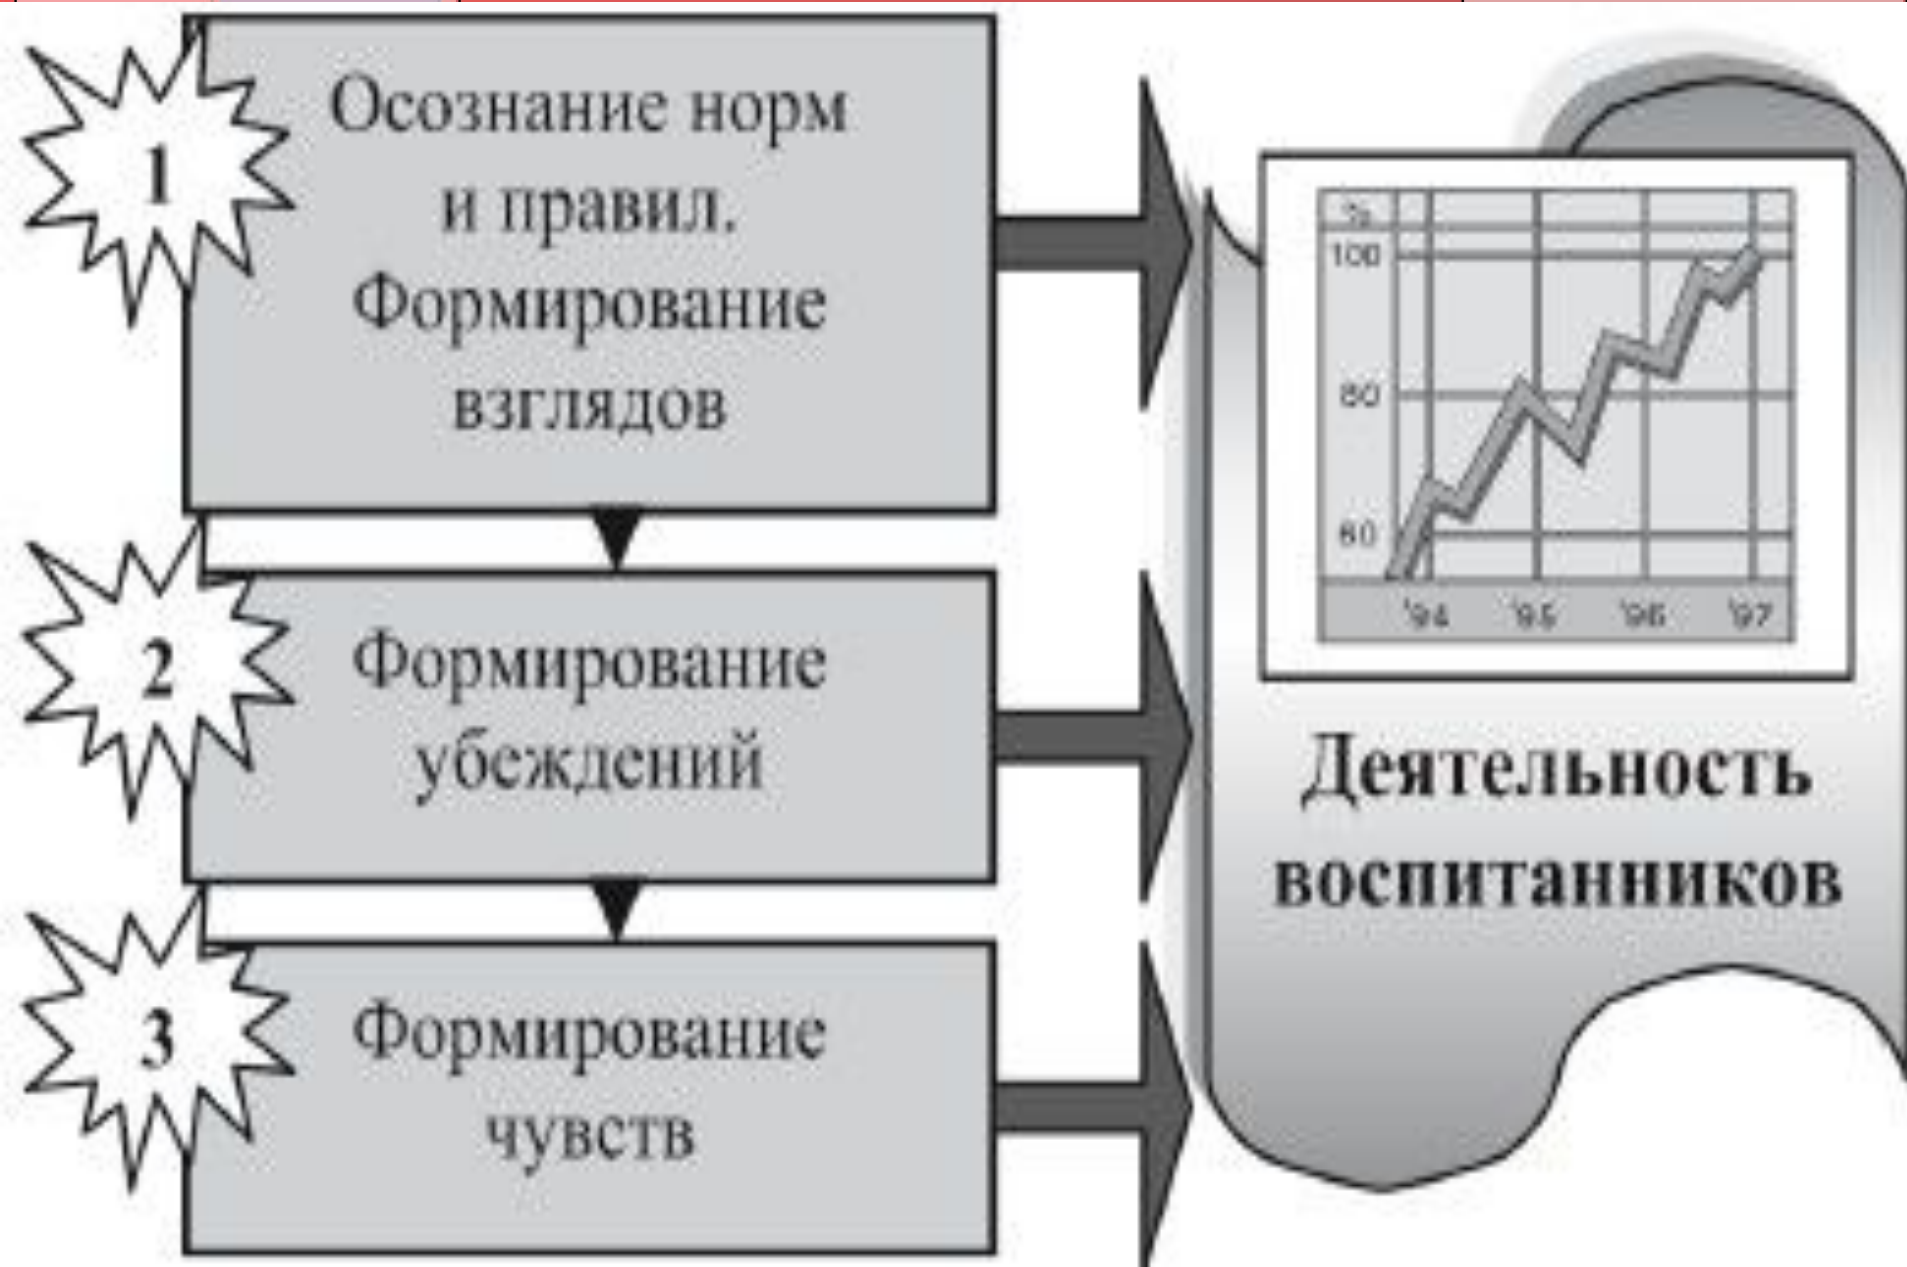 1
Осознание норм
и правил.
Формирование
взглядов
2
Формирование
убеждений
3
Формирование
чувств
%
100
80
60
'94 '95 '96 '97
Деятельность
воспитанников